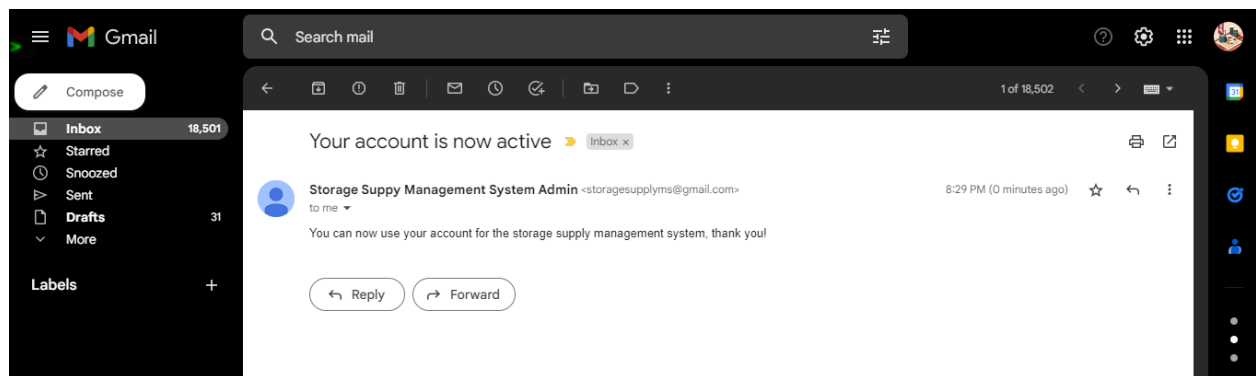 Gmail
Search mail
Compose
1 of 18,502
31
Inbox 18,501
Starred
Snoozed
Sent
Drafts 31
More
Labels
Your account is now active Inbox x
Storage Suppy Management System Admin <storagesupplyms@gmail.com> 8:29 PM (0 minutes ago)
to me
You can now use your account for the storage supply management system, thank you!
Reply Forward